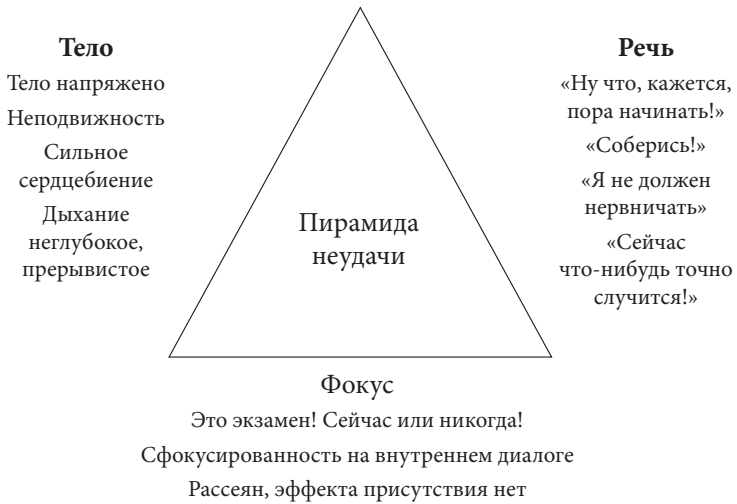 Тело
Тело напряжено
Неподвижность
Сильное
сердцебиение
Дыхание
неглубокое,
прерывистое
Пирамида
неудачи
Речь
«Ну что, кажется,
пора начинать!»
«Соберись!»
«Я не должен
нервничать»
«Сейчас
что-нибудь точно
случится!»
Фокус
Это экзамен! Сейчас или никогда!
Сфокусированность на внутреннем диалоге
Рассеян, эффекта присутствия нет